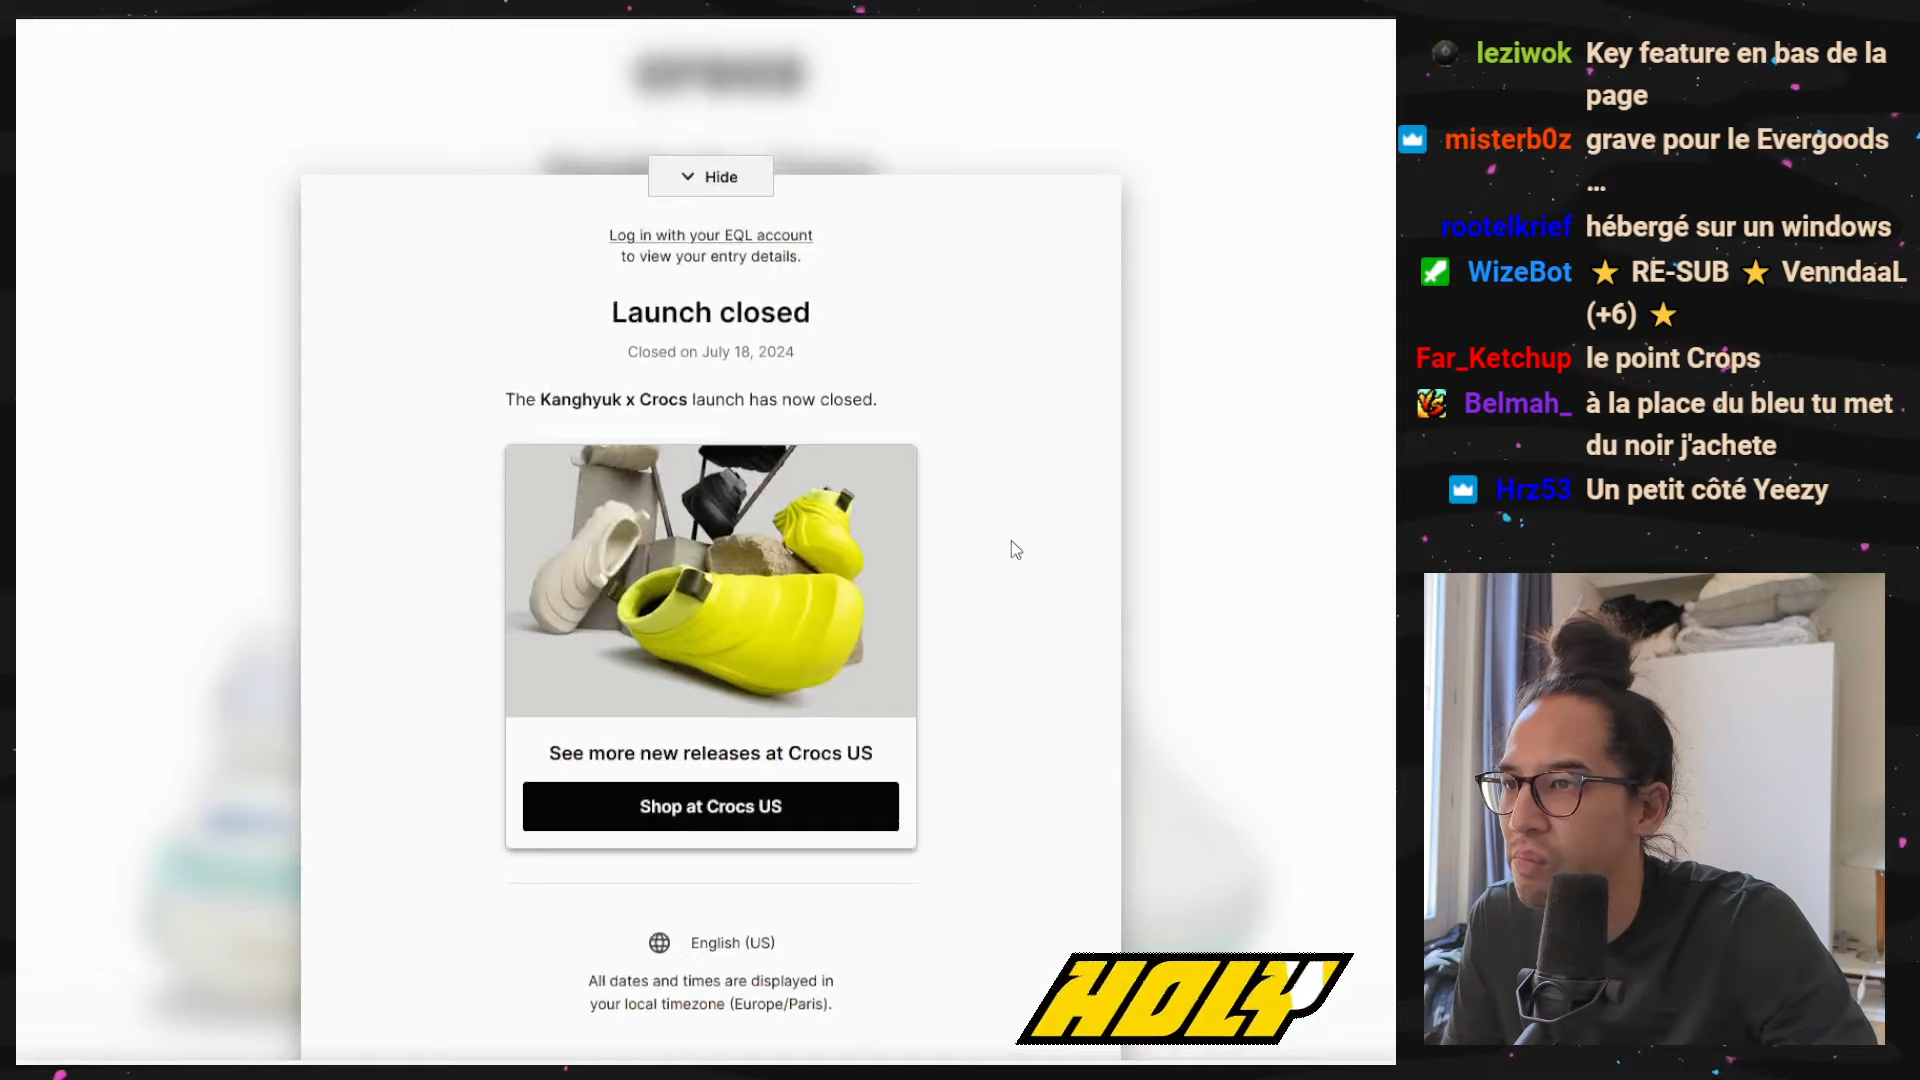 Hide
Log in with your EQL account
to view your entry details.
Launch closed
Closed on July 18, 2024
The Kanghyuk x Crocs launch has now closed.
See more new releases at Crocs US
Shop at Crocs US
English (US)
All dates and times are displayed in
your local timezone (Europe/Paris).
HOLY
leziwok Key feature en bas de la
page
misterb0z grave pour le Evergoods
...
rootelkrief hébergé sur un windows
WizeBot ★ RE-SUB ★ VenndaaL
(+6) ★
Far_Ketchup le point Crops
Belmah_ à la place du bleu tu met
du noir j'achete
Hrz53 Un petit côté Yeezy